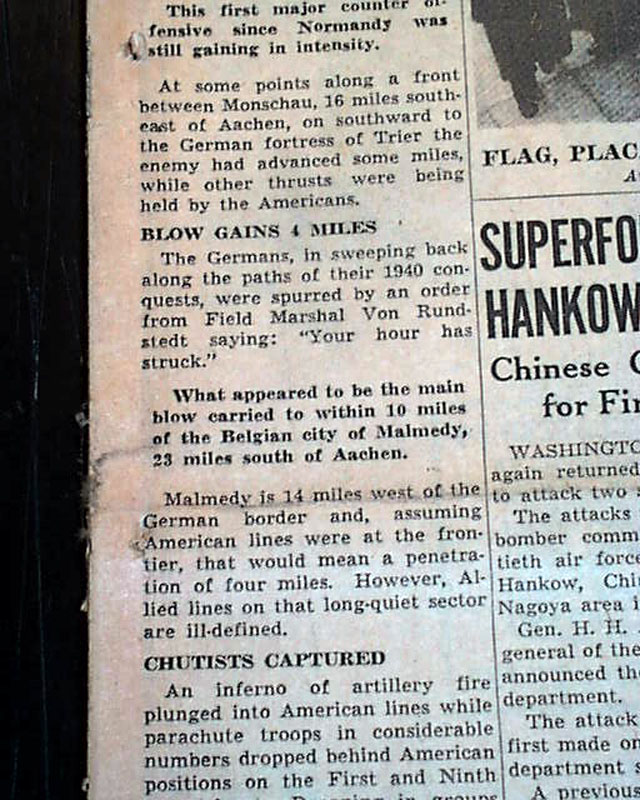 This first major counter of-
fensive since Normandy was
still gaining in intensity.
At some points along a front
between Monschau, 16 miles south-
east of Aachen, on southward to
the German fortress of Trier the
enemy had advanced some miles,
while other thrusts were being
held by the Americans.
BLOW GAINS 4 MILES
The Germans, in sweeping back
along the paths of their 1940 con-
quests, were spurred by an order
from Field Marshal Von Rund-
stedt saying: "Your hour has
struck."
What appeared to be the main
blow carried to within 10 miles
of the Belgian city of Malmedy,
23 miles south of Aachen.
Malmedy is 14 miles west of the
German border and, assuming
American lines were at the fron-
tier, that would mean a penetra-
tion of four miles. However, Al-
lied lines on that long-quiet sector
are ill-defined.
CHUTISTS CAPTURED
An inferno of artillery fire
plunged into American lines while
parachute troops in considerable
numbers dropped behind American
positions on the First and Ninth
in groups
FLAG, PLAC
SUPERFO
HANKOW
Chinese
for Fir
WASHINGTO
again returned
to attack two
The attacks
bomber comm
tieth air force
Hankow, Chi
Nagoya area i
Gen. H. H.
general of the
announced the
department.
The attack
first made on
department s
A previous